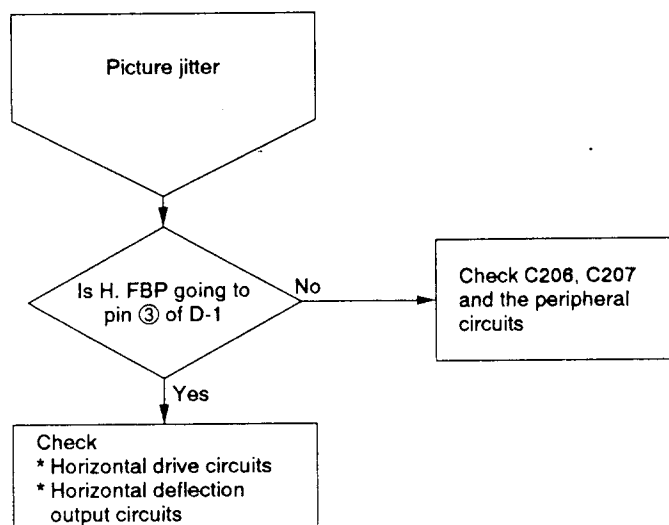 Picture jitter
Is H. FBP going to
pin ③ of D-1
No
Check C206, C207
and the peripheral
circuits
Yes
Check
* Horizontal drive circuits
* Horizontal deflection
output circuits